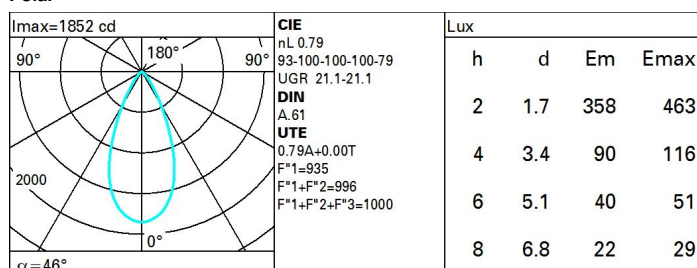 Imax=1852 cd
90°
180°
90°
2000
0°
α=46°
CIE
nL 0.79
93-100-100-100-79
UGR 21.1-21.1
DIN
A.61
UTE
0.79A+0.00T
F"1=935
F"1+F"2=996
F"1+F"2+F"3=1000
Lux
h d Em Emax
2 1.7 358 463
4 3.4 90 116
6 5.1 40 51
8 6.8 22 29